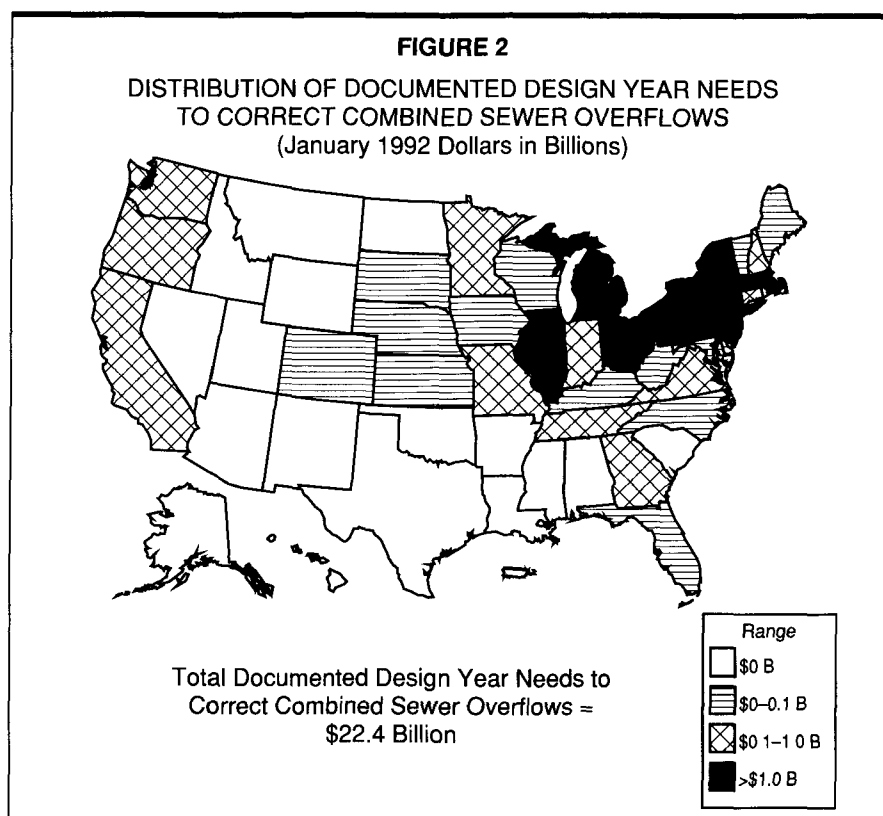 FIGURE 2
DISTRIBUTION OF DOCUMENTED DESIGN YEAR NEEDS
TO CORRECT COMBINED SEWER OVERFLOWS
(January 1992 Dollars in Billions)
Total Documented Design Year Needs to
Correct Combined Sewer Overflows =
$22.4 Billion
Range
$0 B
$0–0.1 B
$0 1–1 0 B
>$1.0 B